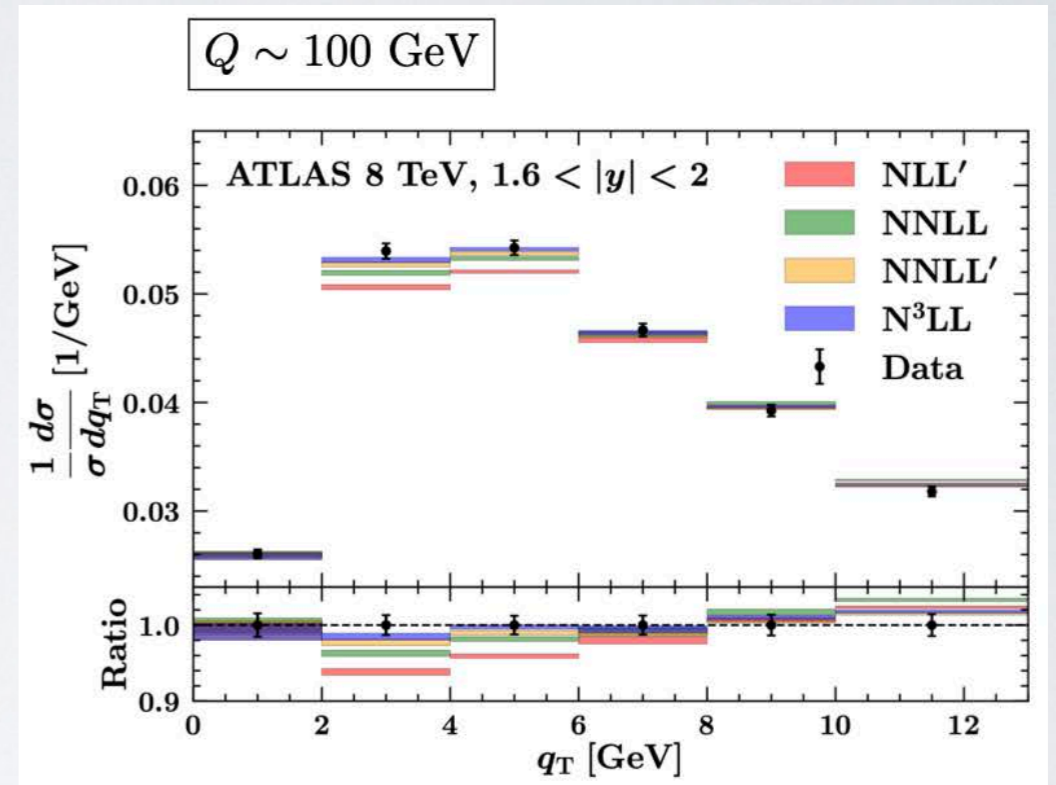 Q ∼ 100 GeV
ATLAS 8 TeV, 1.6 < |y| < 2
NLL′
NNLL
NNLL′
N³LL
Data
1/σ dσ/dq_T [1/GeV]
0.06
0.05
0.04
0.03
Ratio
1.0
0.9
0 2 4 6 8 10 12
q_T [GeV]